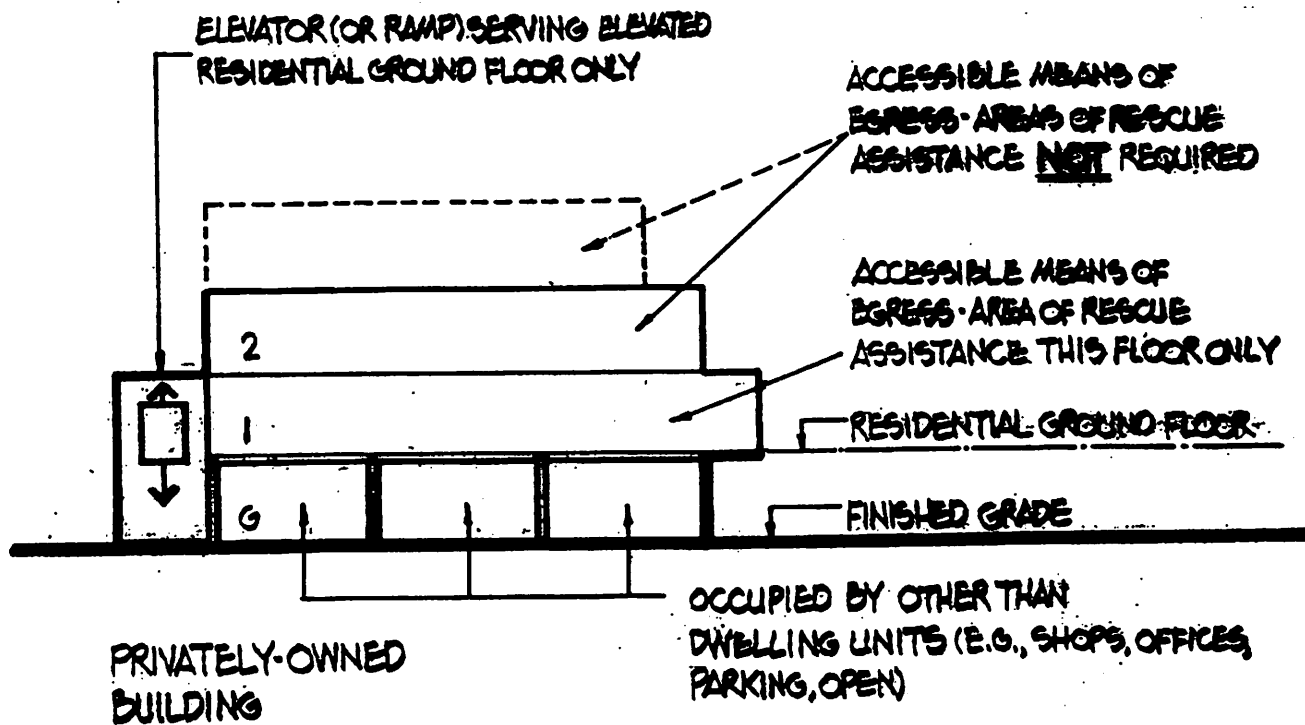 ELEVATOR (OR RAMP) SERVING ELEVATED
RESIDENTIAL GROUND FLOOR ONLY
ACCESSIBLE MEANS OF
EGRESS - AREAS OF RESCUE
ASSISTANCE NOT REQUIRED
ACCESSIBLE MEANS OF
EGRESS - AREA OF RESCUE
ASSISTANCE THIS FLOOR ONLY
2
1
RESIDENTIAL GROUND FLOOR
G
FINISHED GRADE
OCCUPIED BY OTHER THAN
DWELLING UNITS (E.G., SHOPS, OFFICES,
PARKING, OPEN)
PRIVATELY-OWNED
BUILDING